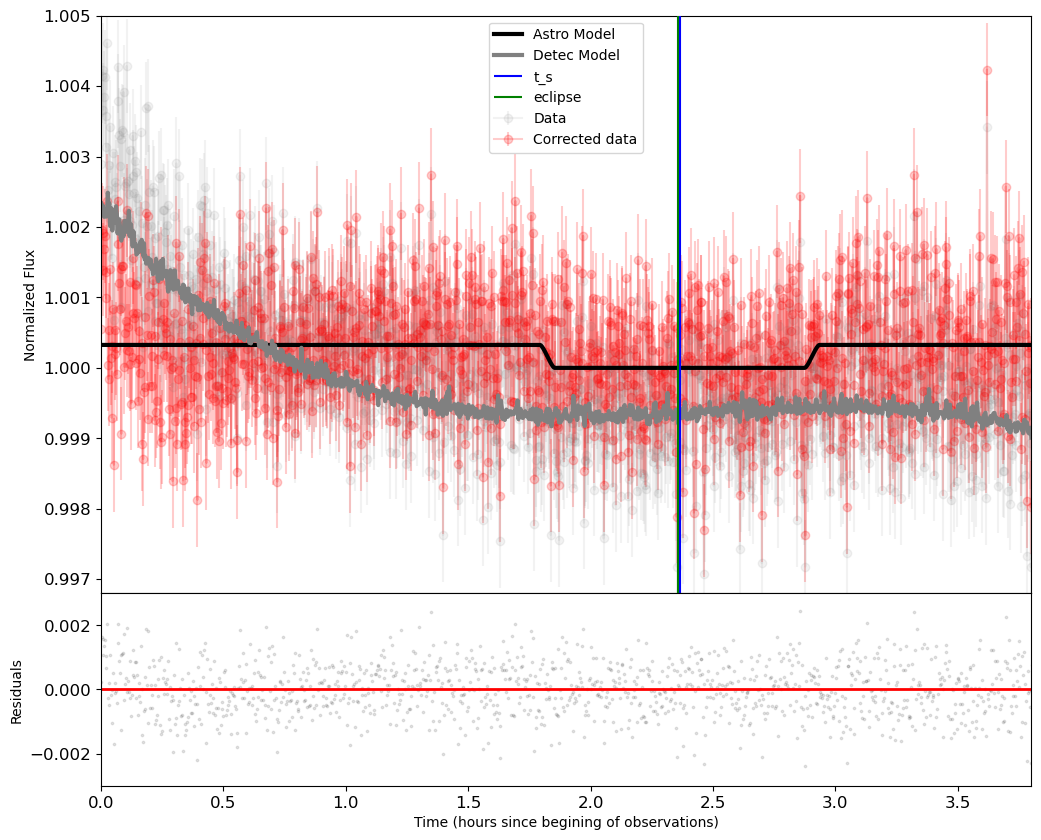 1.005
1.004
1.003
1.002
1.001
1.000
0.999
0.998
0.997
Normalized Flux
Astro Model
Detec Model
t_s
eclipse
Data
Corrected data
0.002
0.000
−0.002
Residuals
0.0 0.5 1.0 1.5 2.0 2.5 3.0 3.5
Time (hours since begining of observations)